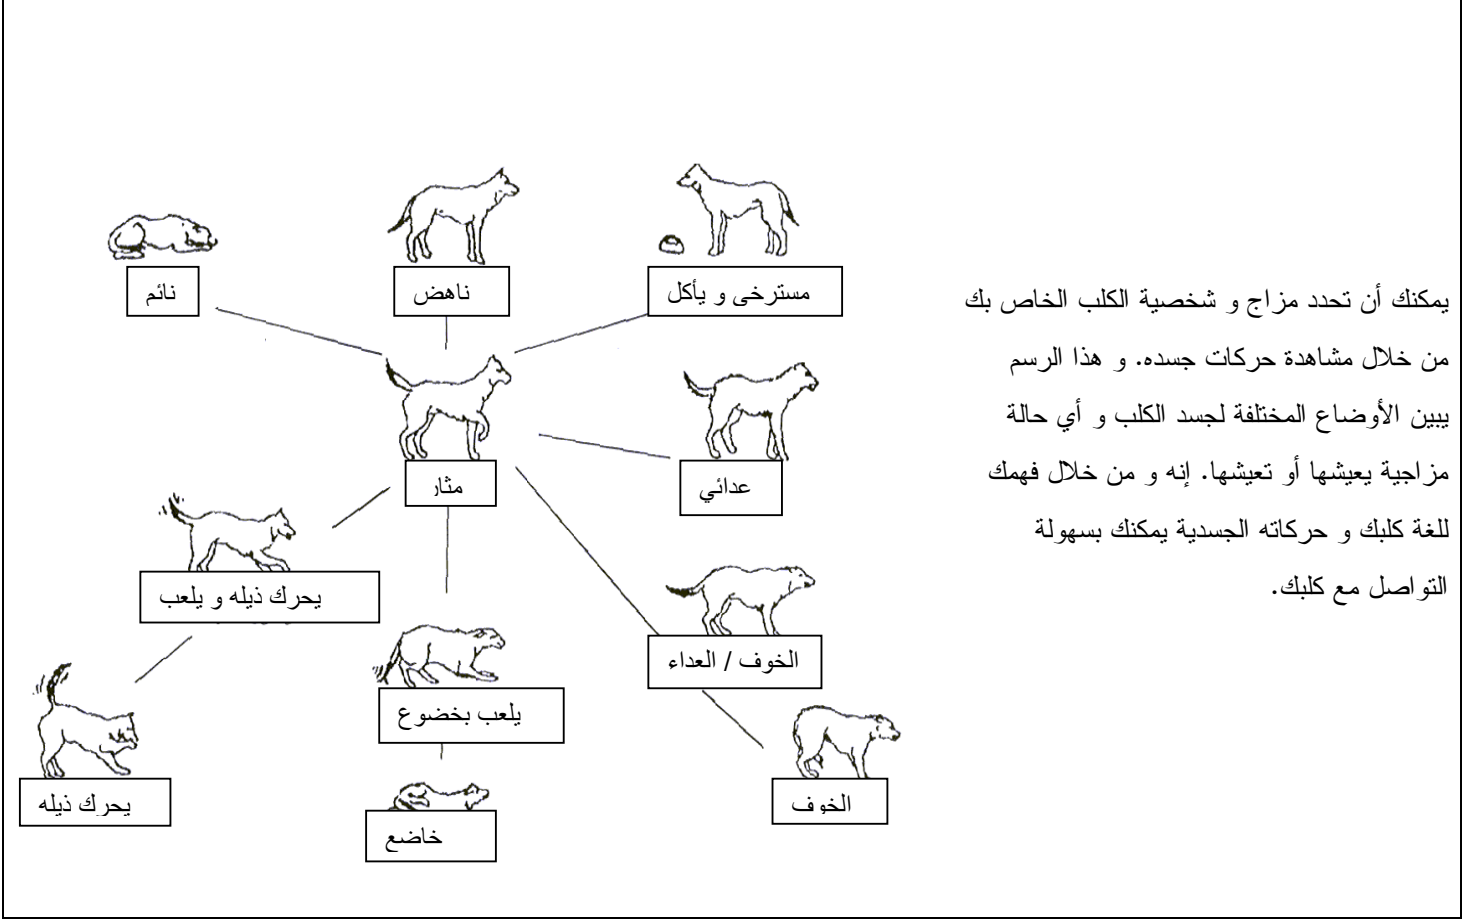 يمكنك أن تحدد مزاج و شخصية الكلب الخاص بك
من خلال مشاهدة حركات جسده. و هذا الرسم
يبين الأوضاع المختلفة لجسد الكلب و أي حالة
مزاجية يعيشها أو تعيشها. إنه و من خلال فهمك
للغة كلبك و حركاته الجسدية يمكنك بسهولة
التواصل مع كلبك.
مسترخى و يأكل
ناهض
نائم
مثار
عدائي
يحرك ذيله و يلعب
الخوف / العداء
يلعب بخضوع
يحرك ذيله
الخوف
خاضع